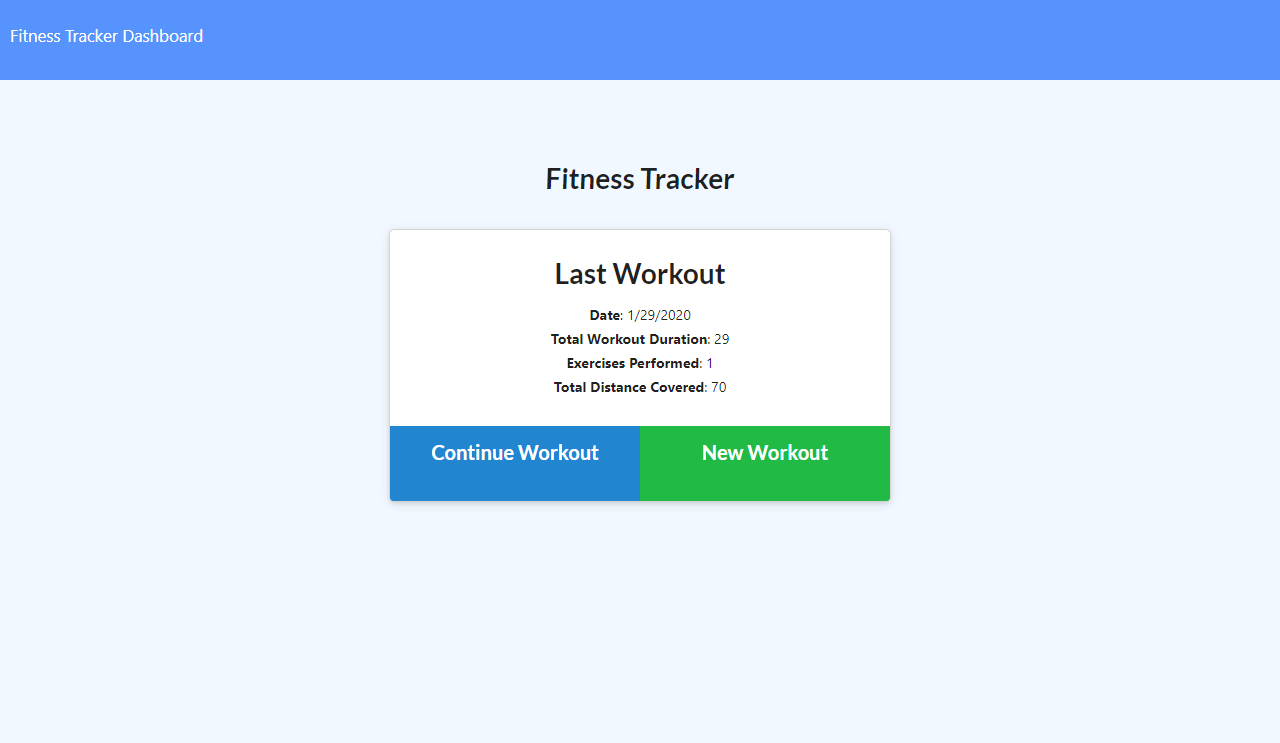 Fitness Tracker Dashboard
Fitness Tracker
Last Workout
Date: 1/29/2020
Total Workout Duration: 29
Exercises Performed: 1
Total Distance Covered: 70
Continue Workout New Workout